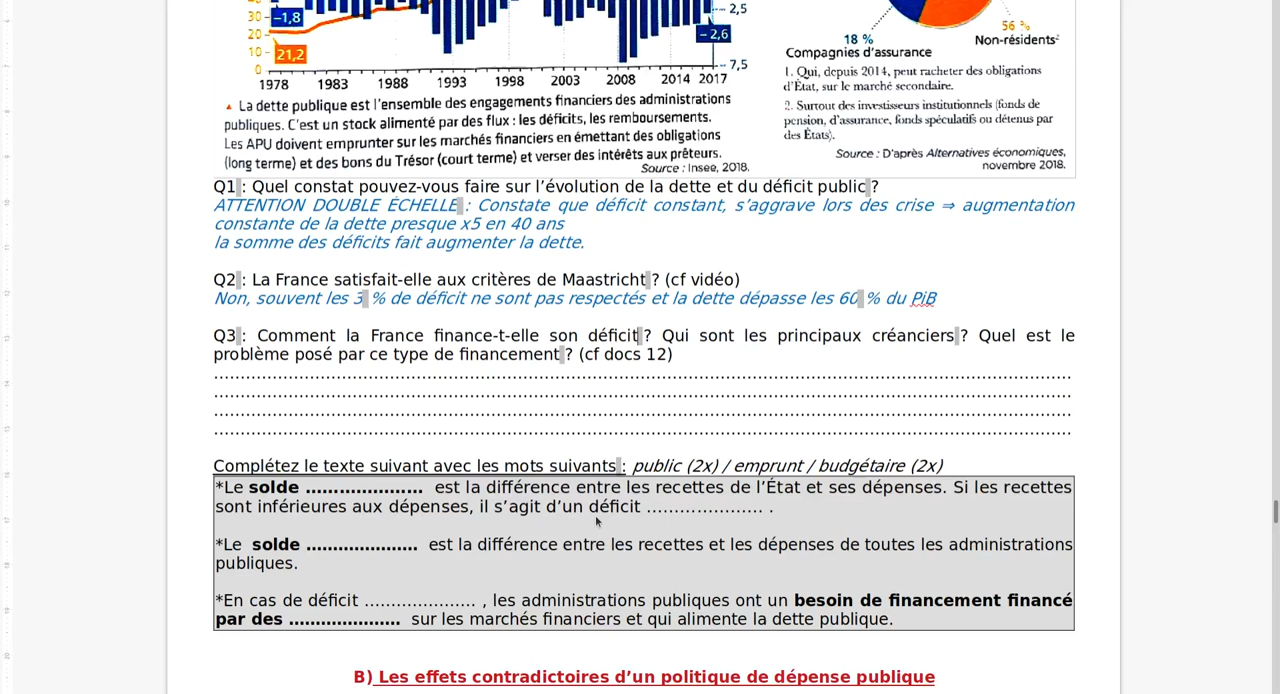 30
–1,8
20
10
21,2
0
1978 1983 1988 1993 1998 2003 2008 2014 2017
– 2,5
– 2,6
– 7,5
▲ La dette publique est l'ensemble des engagements financiers des administrations
publiques. C'est un stock alimenté par des flux : les déficits, les remboursements.
Les APU doivent emprunter sur les marchés financiers en émettant des obligations
(long terme) et des bons du Trésor (court terme) et verser des intérêts aux prêteurs.
Source : Insee, 2018.
18 %
Compagnies d'assurance
56 %
Non-résidents²
1. Qui, depuis 2014, peut racheter des obligations
d'État, sur le marché secondaire.
2. Surtout des investisseurs institutionnels (fonds de
pension, d'assurance, fonds spéculatifs ou détenus par
des États).
Source : D'après Alternatives économiques,
novembre 2018.
Q1 : Quel constat pouvez-vous faire sur l'évolution de la dette et du déficit public ?
ATTENTION DOUBLE ÉCHELLE : Constate que déficit constant, s'aggrave lors des crise ⇒ augmentation
constante de la dette presque x5 en 40 ans
la somme des déficits fait augmenter la dette.
Q2 : La France satisfait-elle aux critères de Maastricht ? (cf vidéo)
Non, souvent les 3 % de déficit ne sont pas respectés et la dette dépasse les 60 % du PiB
Q3 : Comment la France finance-t-elle son déficit ? Qui sont les principaux créanciers ? Quel est le
problème posé par ce type de financement ? (cf docs 12)
Complétez le texte suivant avec les mots suivants : public (2x) / emprunt / budgétaire (2x)
*Le solde ...................... est la différence entre les recettes de l'État et ses dépenses. Si les recettes
sont inférieures aux dépenses, il s'agit d'un déficit ...................... .
*Le solde ..................... est la différence entre les recettes et les dépenses de toutes les administrations
publiques.
*En cas de déficit ..................... , les administrations publiques ont un besoin de financement financé
par des ..................... sur les marchés financiers et qui alimente la dette publique.
B) Les effets contradictoires d'un politique de dépense publique